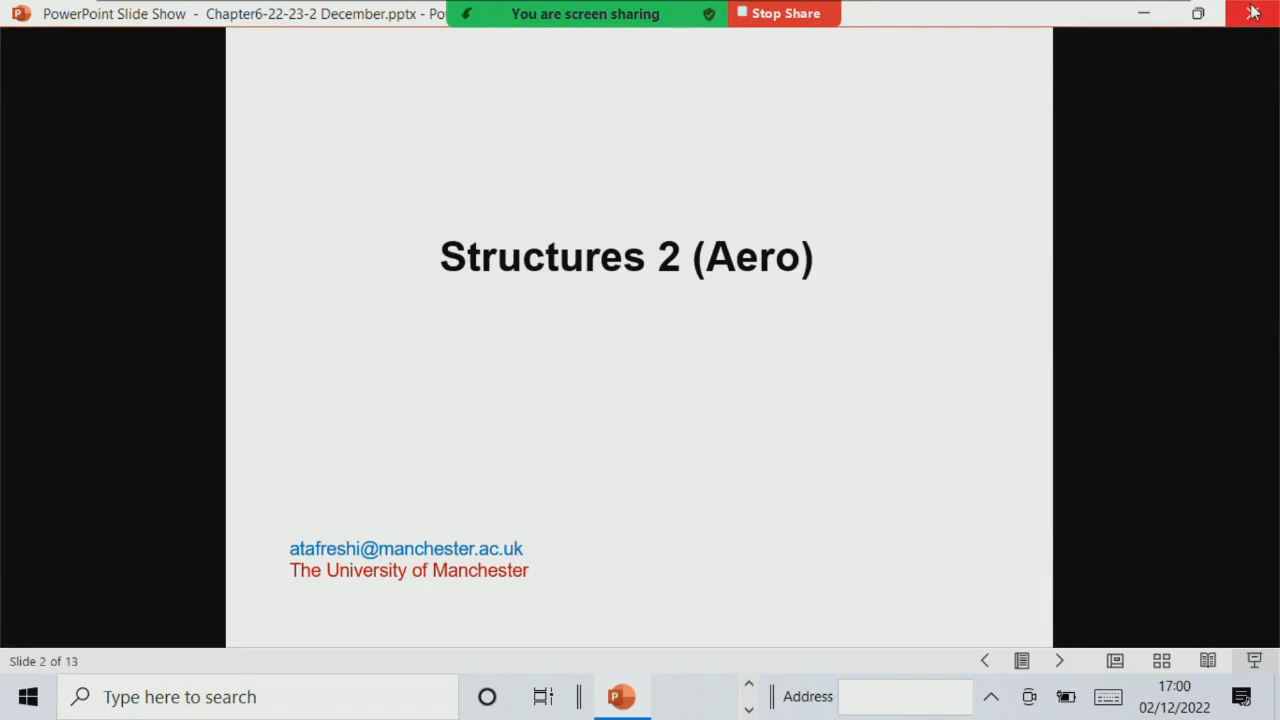 PowerPoint Slide Show - Chapter6-22-23-2 December.pptx - Po
You are screen sharing
Stop Share
Structures 2 (Aero)
atafreshi@manchester.ac.uk
The University of Manchester
Slide 2 of 13
Type here to search
Address
17:00
02/12/2022